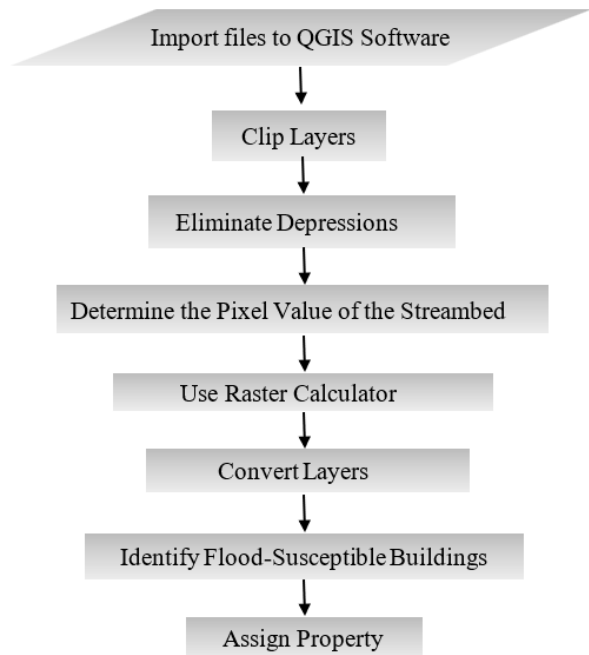 Import files to QGIS Software
Clip Layers
Eliminate Depressions
Determine the Pixel Value of the Streambed
Use Raster Calculator
Convert Layers
Identify Flood-Susceptible Buildings
Assign Property